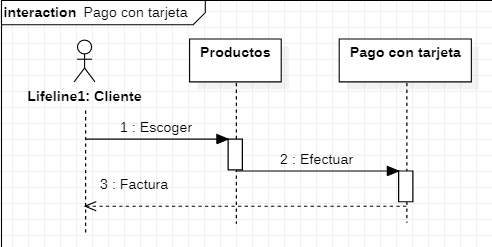 interaction Pago con tarjeta
Productos
Pago con tarjeta
Lifeline1: Cliente
1 : Escoger
2 : Efectuar
3 : Factura